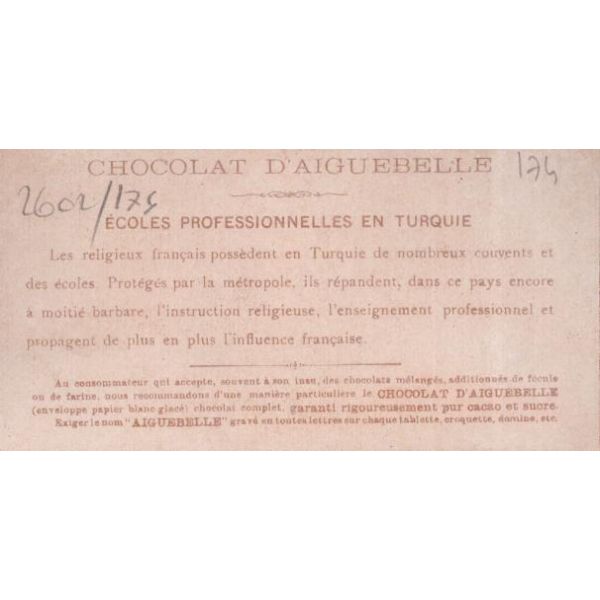 CHOCOLAT D'AIGUEBELLE 174
2602/174
ÉCOLES PROFESSIONNELLES EN TURQUIE
Les religieux français possèdent en Turquie de nombreux couvents et
des écoles. Protégés par la métropole, ils répandent, dans ce pays encore
à moitié barbare, l'instruction religieuse, l'enseignement professionnel et
propagent de plus en plus l'influence française.
Au consommateur qui accepte, souvent à son insu, des chocolats mélangés, additionnés de fécule
ou de farine, nous recommandons d'une manière particulière le CHOCOLAT D'AIGUEBELLE
(enveloppe papier blanc glacé) chocolat complet, garanti rigoureusement pur cacao et sucre.
Exiger le nom "AIGUEBELLE" gravé en toutes lettres sur chaque tablette, croquette, domino, etc.